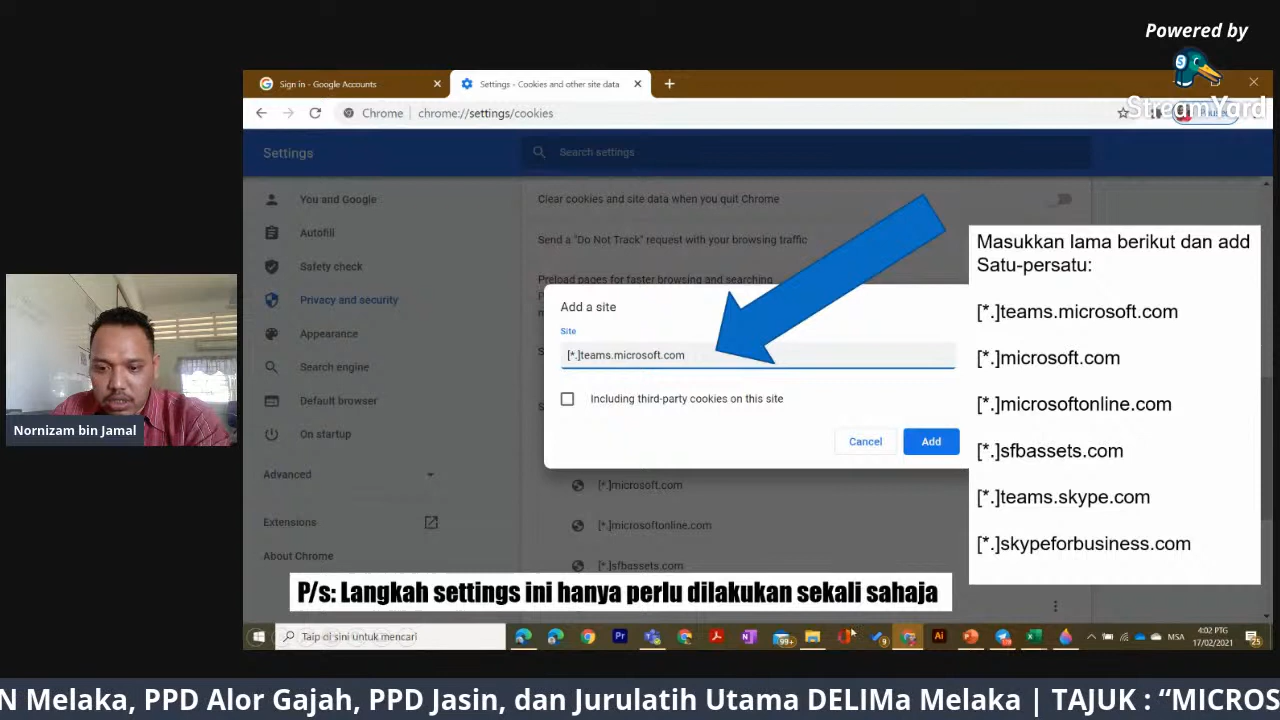 Powered by
StreamYard
Sign in - Google Accounts
Settings - Cookies and other site data
Chrome
chrome://settings/cookies
Settings
Search settings
You and Google
Autofill
Safety check
Privacy and security
Appearance
Search engine
Default browser
On startup
Advanced
Extensions
About Chrome
Clear cookies and site data when you quit Chrome
Send a "Do Not Track" request with your browsing traffic
Preload pages for faster browsing and searching
Add a site
Site
[*.]teams.microsoft.com
Including third-party cookies on this site
Cancel
Add
[*.]microsoft.com
[*.]microsoftonline.com
[*.]sfbassets.com
Masukkan lama berikut dan add
Satu-persatu:
[*.]teams.microsoft.com
[*.]microsoft.com
[*.]microsoftonline.com
[*.]sfbassets.com
[*.]teams.skype.com
[*.]skypeforbusiness.com
P/s: Langkah settings ini hanya perlu dilakukan sekali sahaja
Nornizam bin Jamal
Taip di sini untuk mencari
99+
MSA
4:02 PTG
17/02/2021
25
N Melaka, PPD Alor Gajah, PPD Jasin, dan Jurulatih Utama DELIMa Melaka | TAJUK : “MICROS